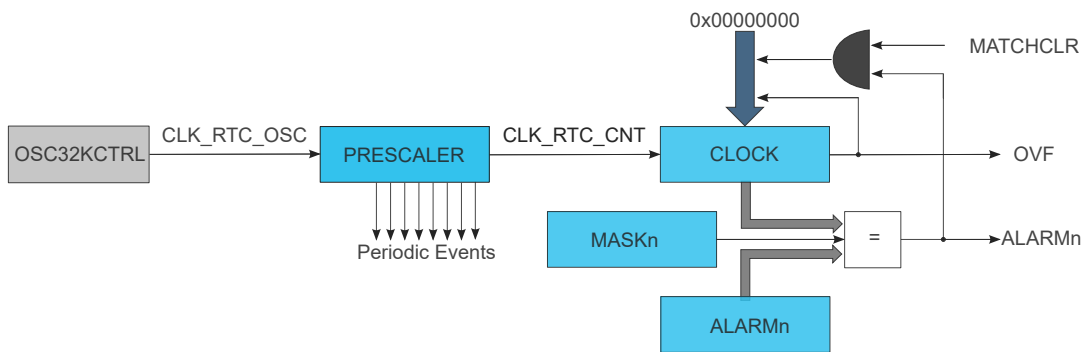 0x00000000
MATCHCLR
OSC32KCTRL
CLK_RTC_OSC
PRESCALER
CLK_RTC_CNT
CLOCK
OVF
Periodic Events
MASKn
=
ALARMn
ALARMn